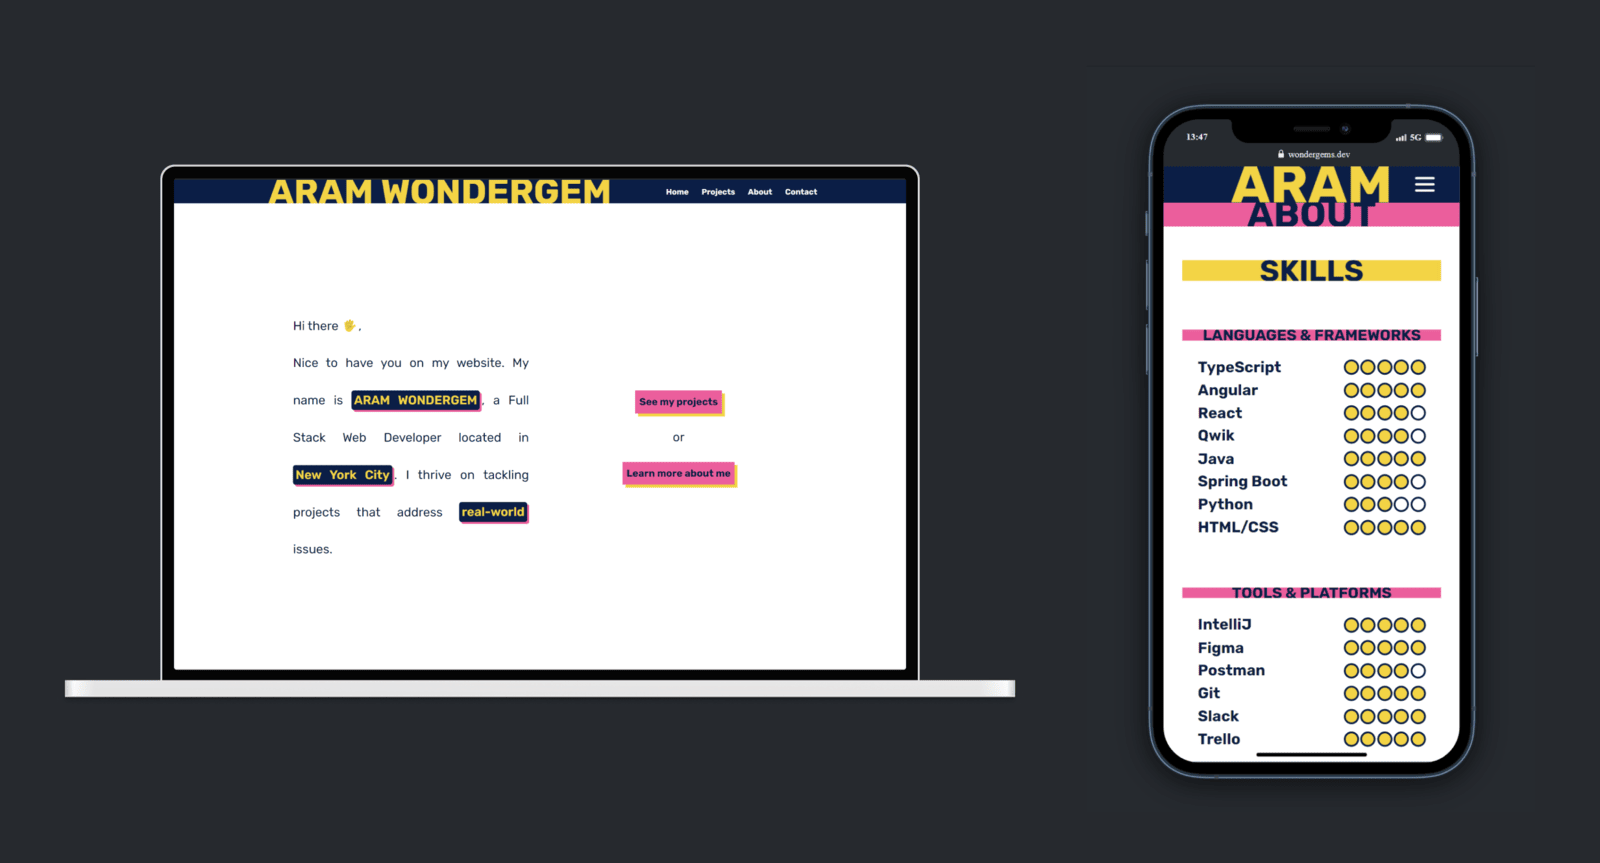 ARAM WONDERGEM
Home Projects About Contact
Hi there 🖐,
Nice to have you on my website. My
name is ARAM WONDERGEM, a Full
Stack Web Developer located in
New York City. I thrive on tackling
projects that address real-world
issues.
See my projects
or
Learn more about me
13:47
5G
wondergems.dev
ARAM
ABOUT
SKILLS
LANGUAGES & FRAMEWORKS
TypeScript
Angular
React
Qwik
Java
Spring Boot
Python
HTML/CSS
TOOLS & PLATFORMS
IntelliJ
Figma
Postman
Git
Slack
Trello